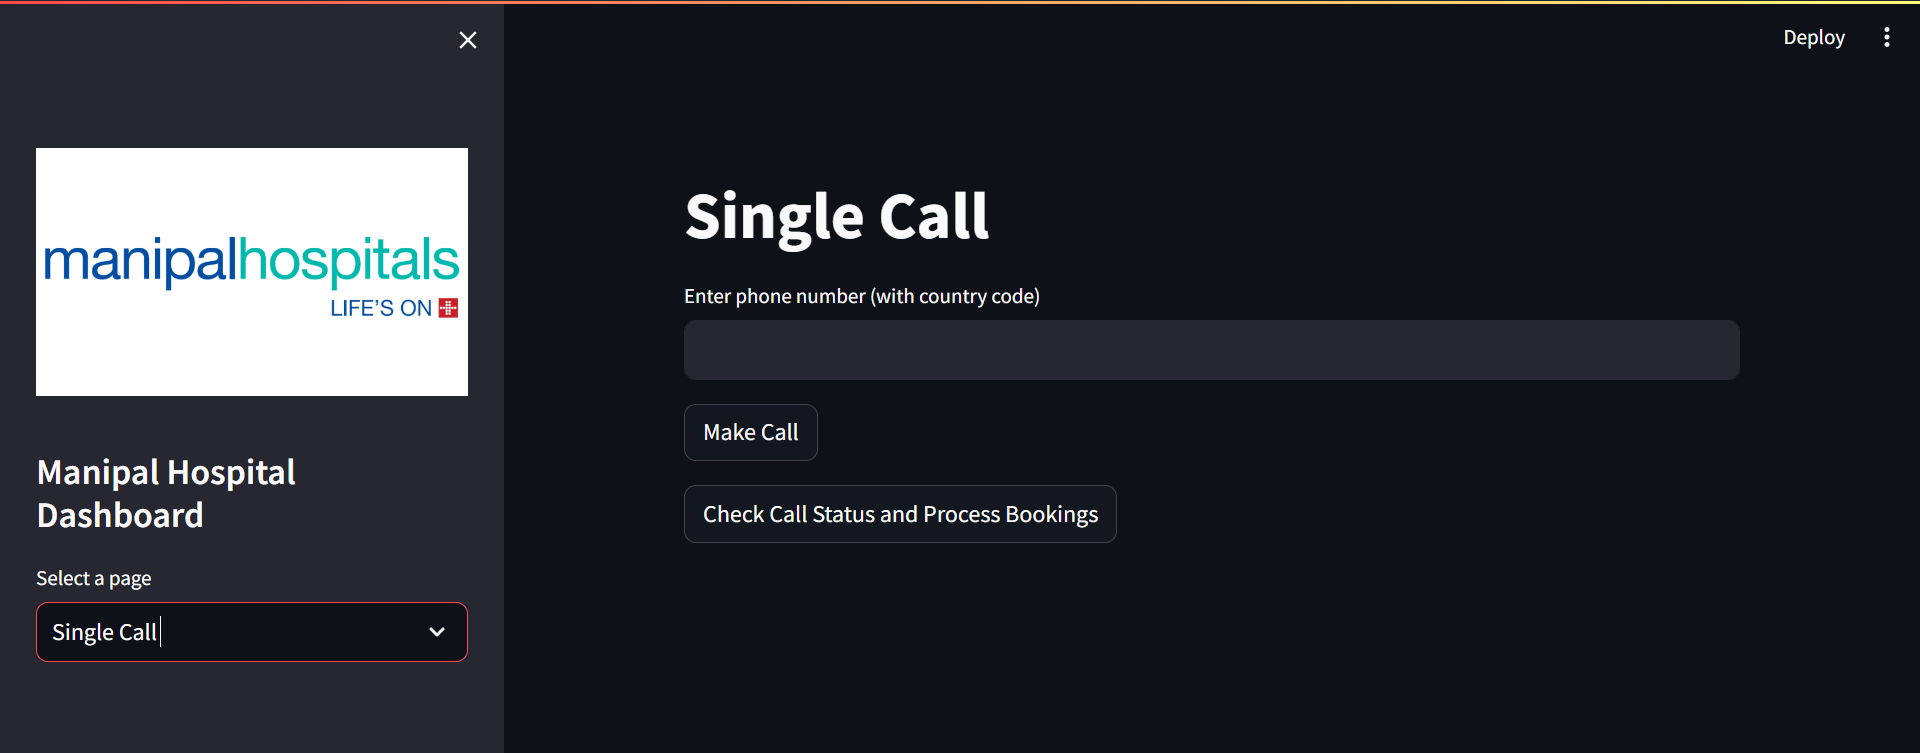 manipalhospitals
LIFE'S ON
Manipal Hospital
Dashboard
Select a page
Single Call
Deploy
Single Call
Enter phone number (with country code)
Make Call
Check Call Status and Process Bookings